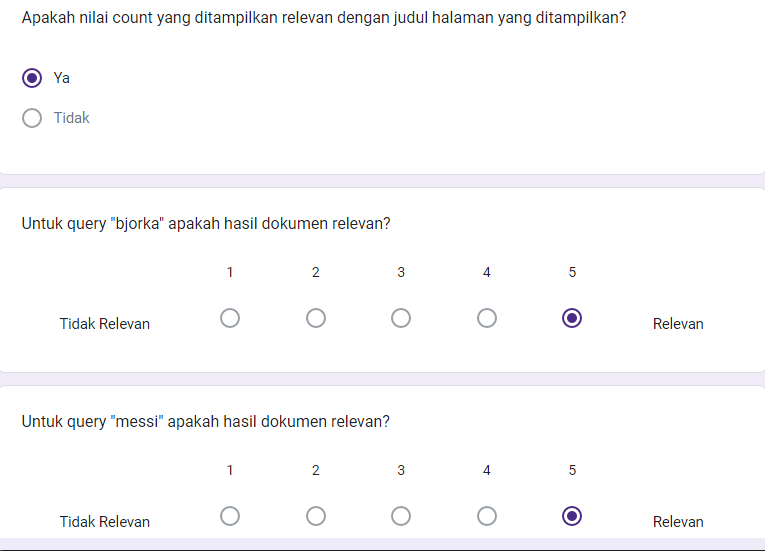 Apakah nilai count yang ditampilkan relevan dengan judul halaman yang ditampilkan?
Ya
Tidak
Untuk query "bjorka" apakah hasil dokumen relevan?
1 2 3 4 5
Tidak Relevan Relevan
Untuk query "messi" apakah hasil dokumen relevan?
1 2 3 4 5
Tidak Relevan Relevan